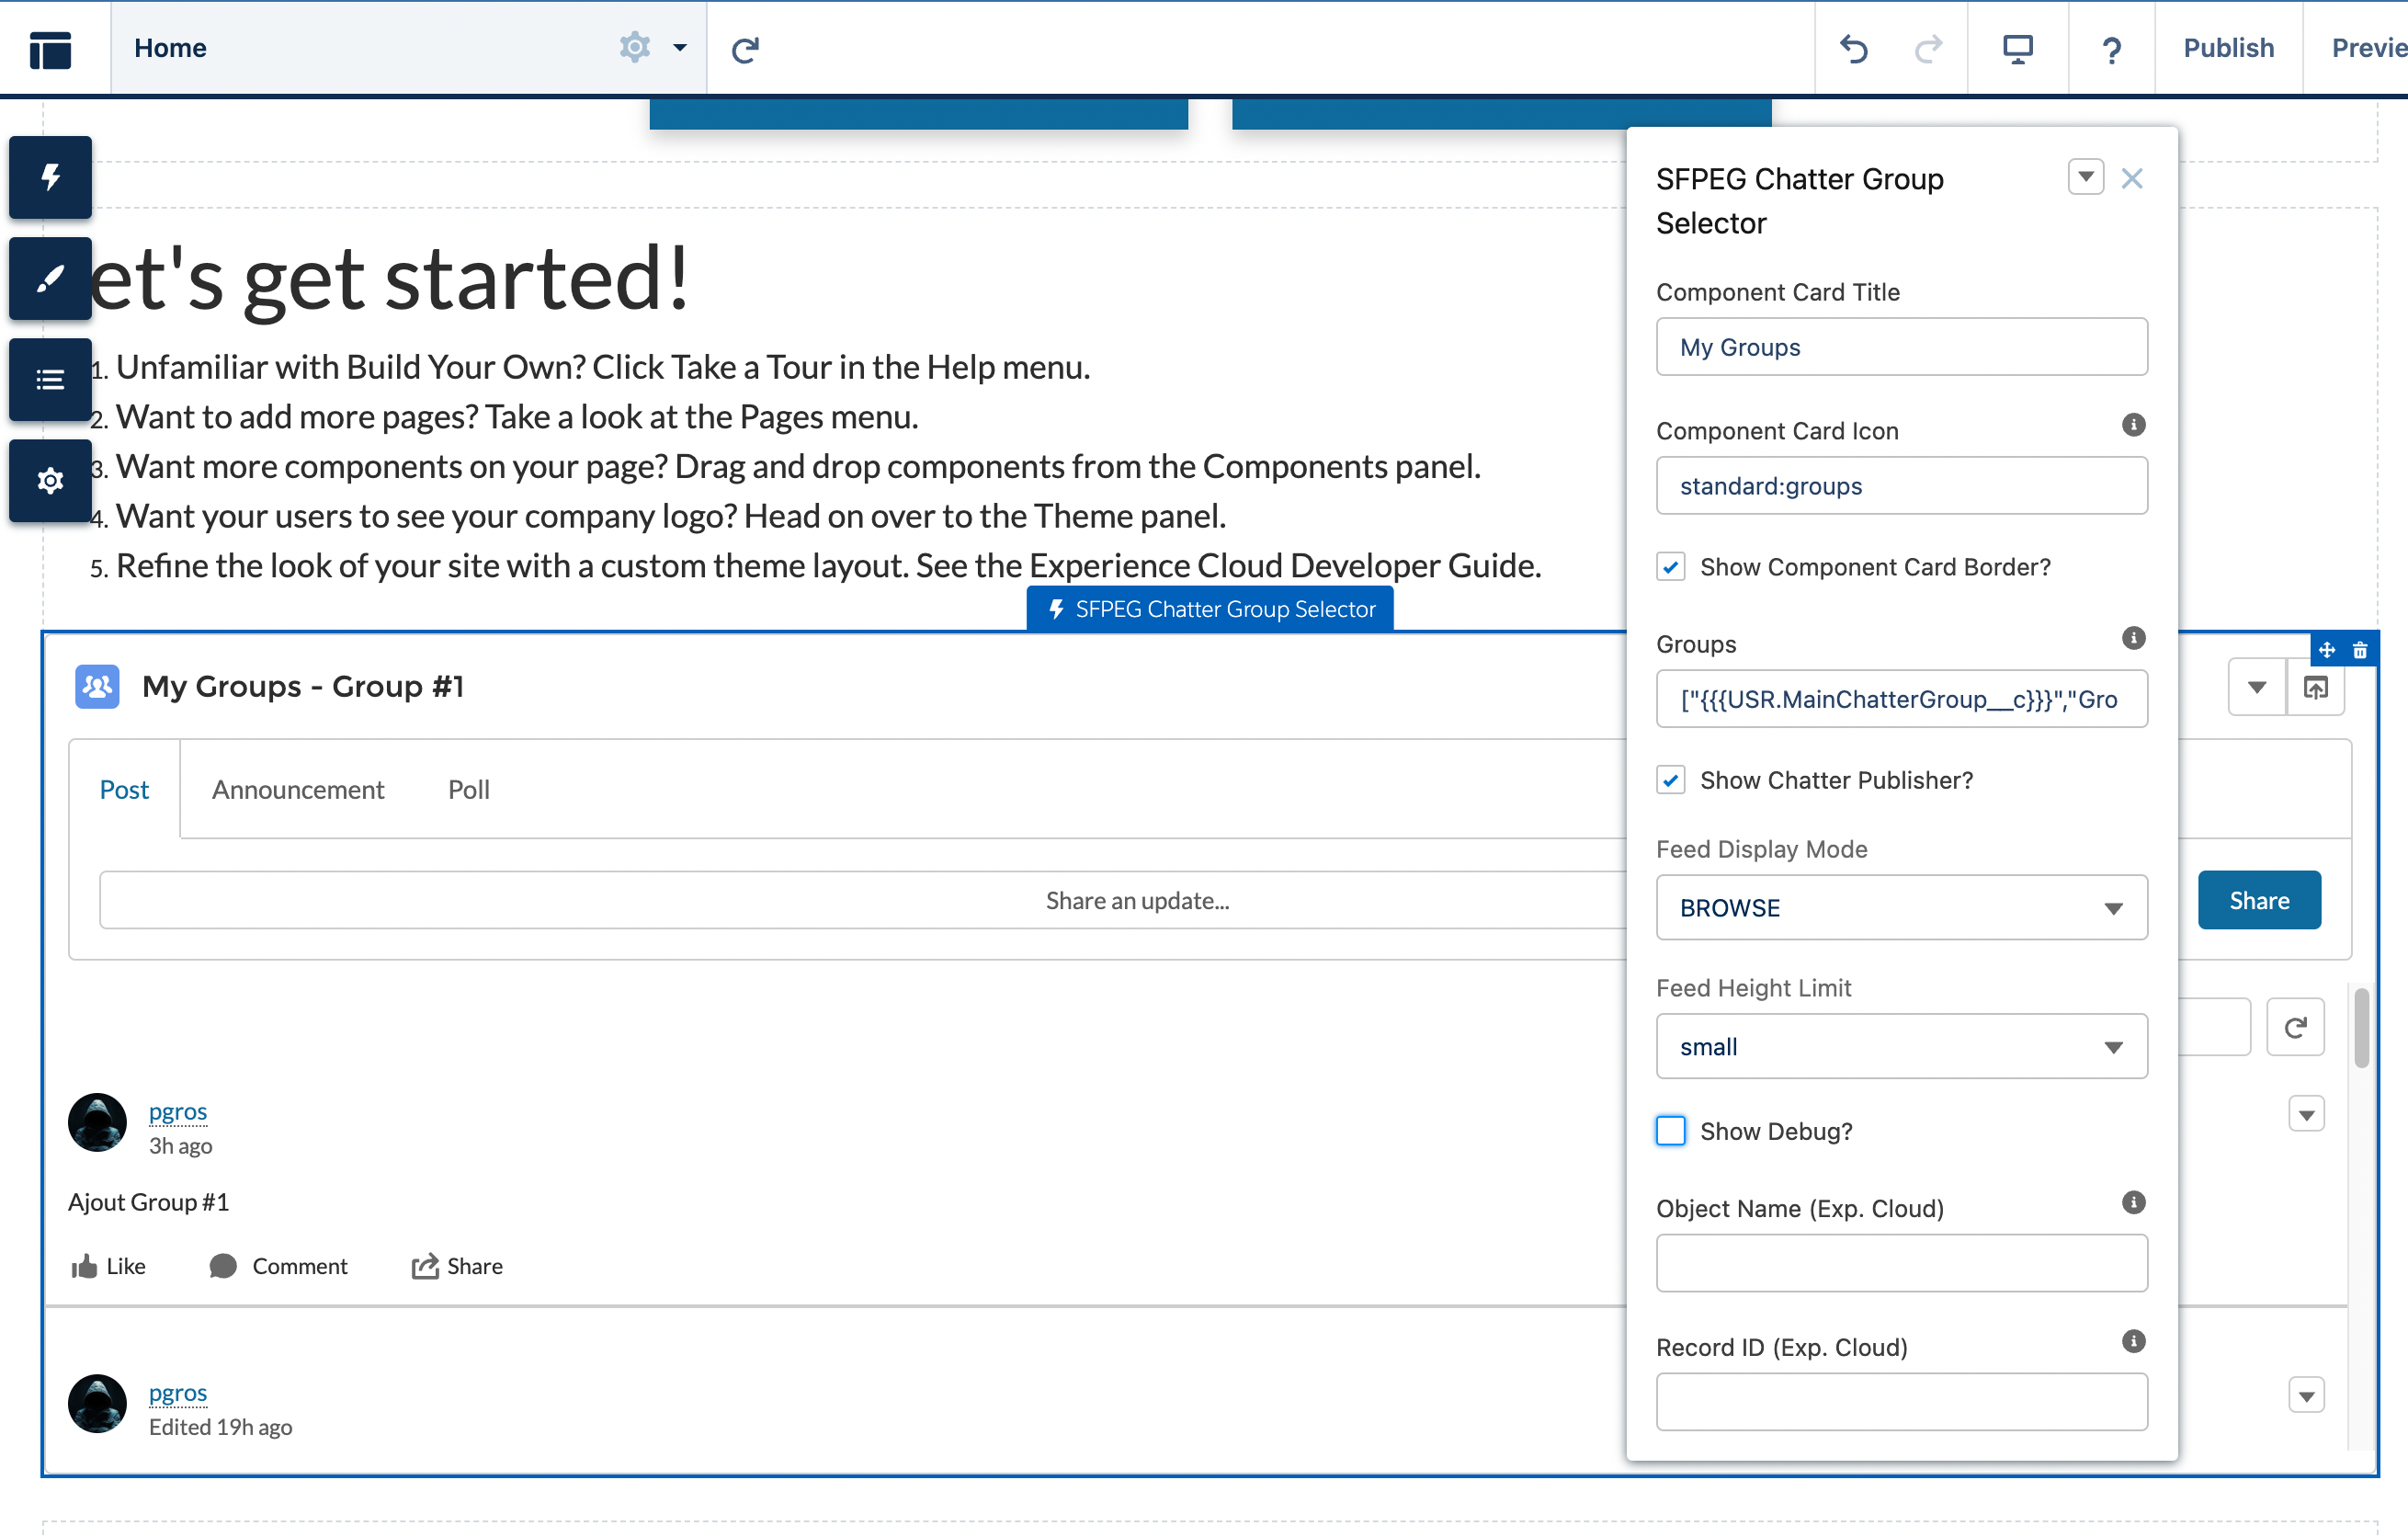 Home
?
Publish
Previe
et's get started!
1. Unfamiliar with Build Your Own? Click Take a Tour in the Help menu.
2. Want to add more pages? Take a look at the Pages menu.
3. Want more components on your page? Drag and drop components from the Components panel.
4. Want your users to see your company logo? Head on over to the Theme panel.
5. Refine the look of your site with a custom theme layout. See the Experience Cloud Developer Guide.
SFPEG Chatter Group Selector
My Groups - Group #1
Post
Announcement
Poll
Share an update...
Share
pgros
3h ago
Ajout Group #1
Like
Comment
Share
pgros
Edited 19h ago
SFPEG Chatter Group
Selector
Component Card Title
My Groups
Component Card Icon
standard:groups
Show Component Card Border?
Groups
["{{{USR.MainChatterGroup__c}}}","Gro
Show Chatter Publisher?
Feed Display Mode
BROWSE
Feed Height Limit
small
Show Debug?
Object Name (Exp. Cloud)
Record ID (Exp. Cloud)